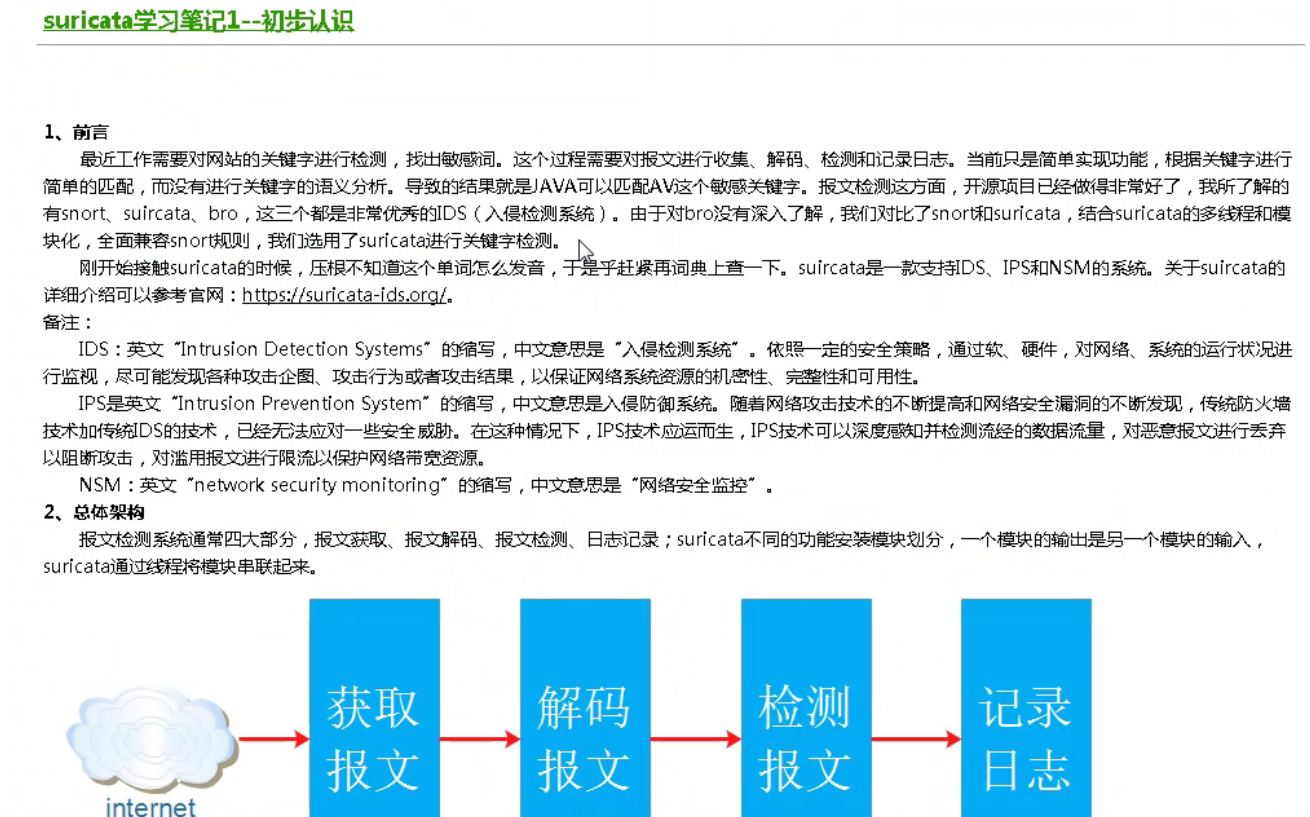 suricata学习笔记1--初步认识
1、前言
最近工作需要对网站的关键字进行检测，找出敏感词。这个过程需要对报文进行收集、解码、检测和记录日志。当前只是简单实现功能，根据关键字进行
简单的匹配，而没有进行关键字的语义分析。导致的结果就是JAVA可以匹配AV这个敏感关键字。报文检测这方面，开源项目已经做得非常好了，我所了解的
有snort、suircata、bro，这三个都是非常优秀的IDS（入侵检测系统）。由于对bro没有深入了解，我们对比了snort和suricata，结合suricata的多线程和模
块化，全面兼容snort规则，我们选用了suricata进行关键字检测。
刚开始接触suricata的时候，压根不知道这个单词怎么发音，于是乎赶紧再词典上查一下。suircata是一款支持IDS、IPS和NSM的系统。关于suircata的
详细介绍可以参考官网：https://suricata-ids.org/。
备注：
IDS：英文“Intrusion Detection Systems”的缩写，中文意思是“入侵检测系统”。依照一定的安全策略，通过软、硬件，对网络、系统的运行状况进
行监视，尽可能发现各种攻击企图、攻击行为或者攻击结果，以保证网络系统资源的机密性、完整性和可用性。
IPS是英文“Intrusion Prevention System”的缩写，中文意思是入侵防御系统。随着网络攻击技术的不断提高和网络安全漏洞的不断发现，传统防火墙
技术加传统IDS的技术，已经无法应对一些安全威胁。在这种情况下，IPS技术应运而生，IPS技术可以深度感知并检测流经的数据流量，对恶意报文进行丢弃
以阻断攻击，对滥用报文进行限流以保护网络带宽资源。
NSM：英文“network security monitoring”的缩写，中文意思是“网络安全监控”。
2、总体架构
报文检测系统通常四大部分，报文获取、报文解码、报文检测、日志记录；suricata不同的功能安装模块划分，一个模块的输出是另一个模块的输入，
suricata通过线程将模块串联起来。
internet
获取
报文
解码
报文
检测
报文
记录
日志